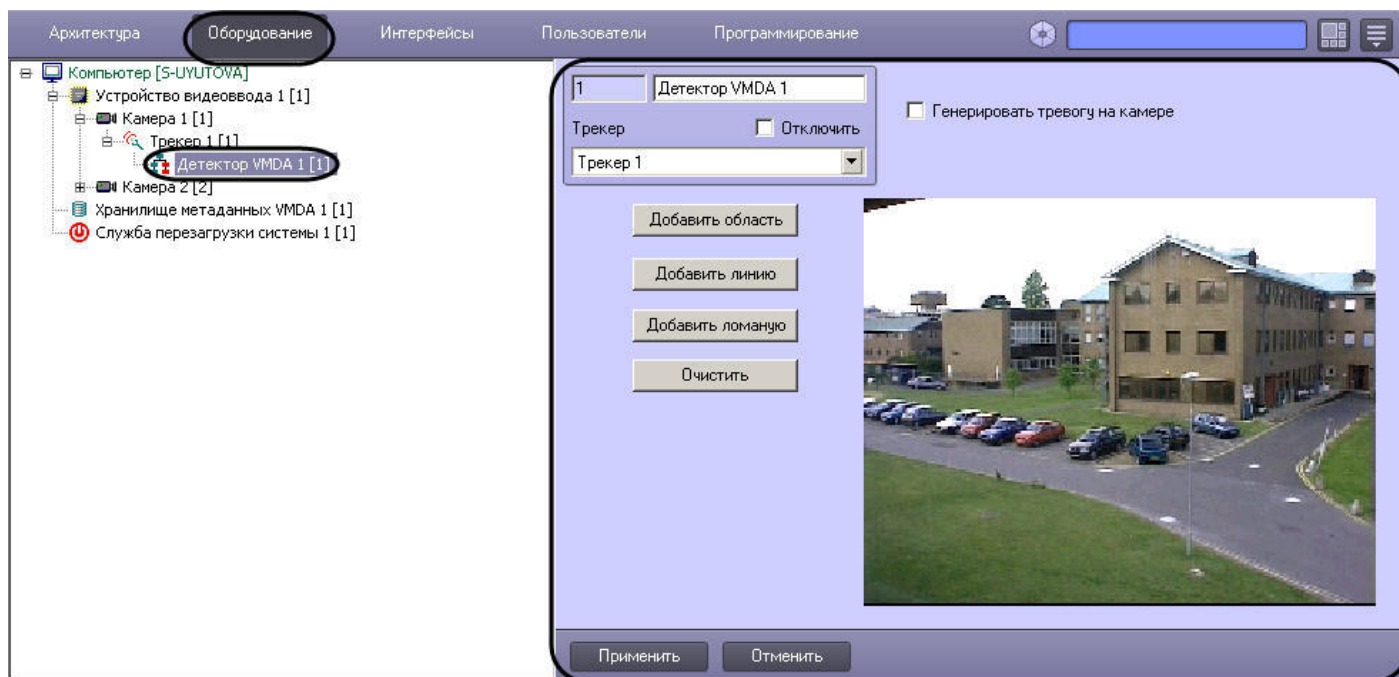 Архитектура Оборудование Интерфейсы Пользователи Программирование
Компьютер [S-UYUTOVA]
Устройство видеоввода 1 [1]
Камера 1 [1]
Трекер 1 [1]
Детектор VMDA 1 [1]
Камера 2 [2]
Хранилище метаданных VMDA 1 [1]
Служба перезагрузки системы 1 [1]
1 Детектор VMDA 1
Трекер Отключить
Трекер 1
Генерировать тревогу на камере
Добавить область
Добавить линию
Добавить ломаную
Очистить
Применить Отменить